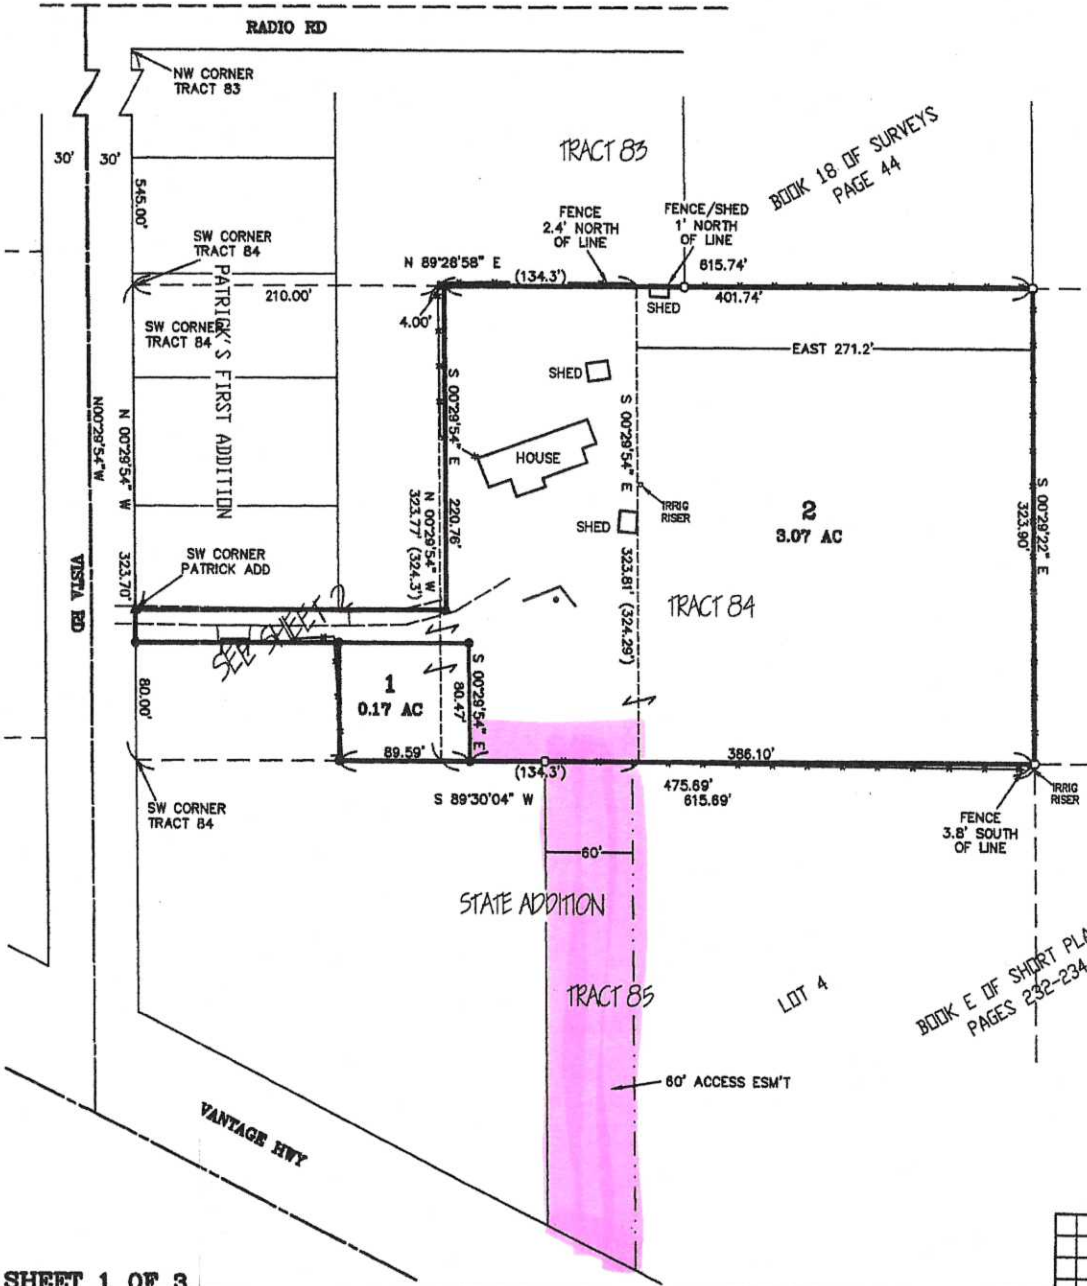 RADIO RD
NW CORNER
TRACT 83
30'
30'
TRACT 83
BOOK 18 OF SURVEYS
PAGE 44
545.00'
SW CORNER
TRACT 84
FENCE
2.4' NORTH
OF LINE
FENCE/SHED
1' NORTH
OF LINE
N 89°28'58" E
(134.3')
615.74'
210.00'
401.74'
4.00'
SHED
SW CORNER
TRACT 84
PATRICK'S FIRST ADDITION
EAST 271.2'
SHED
HOUSE
S 00°29'54" E
220.76'
S 00°29'54" E
323.81' (324.29')
N 00°29'54" W
323.77' (324.3')
N00°29'54"W
N 00°29'54" W
323.70'
IRRIG
RISER
SHED
2
3.07 AC
S 00°29'22" E
323.90'
SW CORNER
PATRICK ADD
VISTA RD
TRACT 84
SEE SHEET 2
1
0.17 AC
80.00'
80.47'
S 00°29'54" E
89.59'
(134.3')
386.10'
475.69'
615.69'
S 89°30'04" W
SW CORNER
TRACT 84
FENCE
3.8' SOUTH
OF LINE
IRRIG
RISER
60'
STATE ADDITION
TRACT 85
LOT 4
BOOK E OF SHORT PLA
PAGES 232-234
60' ACCESS ESM'T
VANTAGE HWY
SHEET 1 OF 3